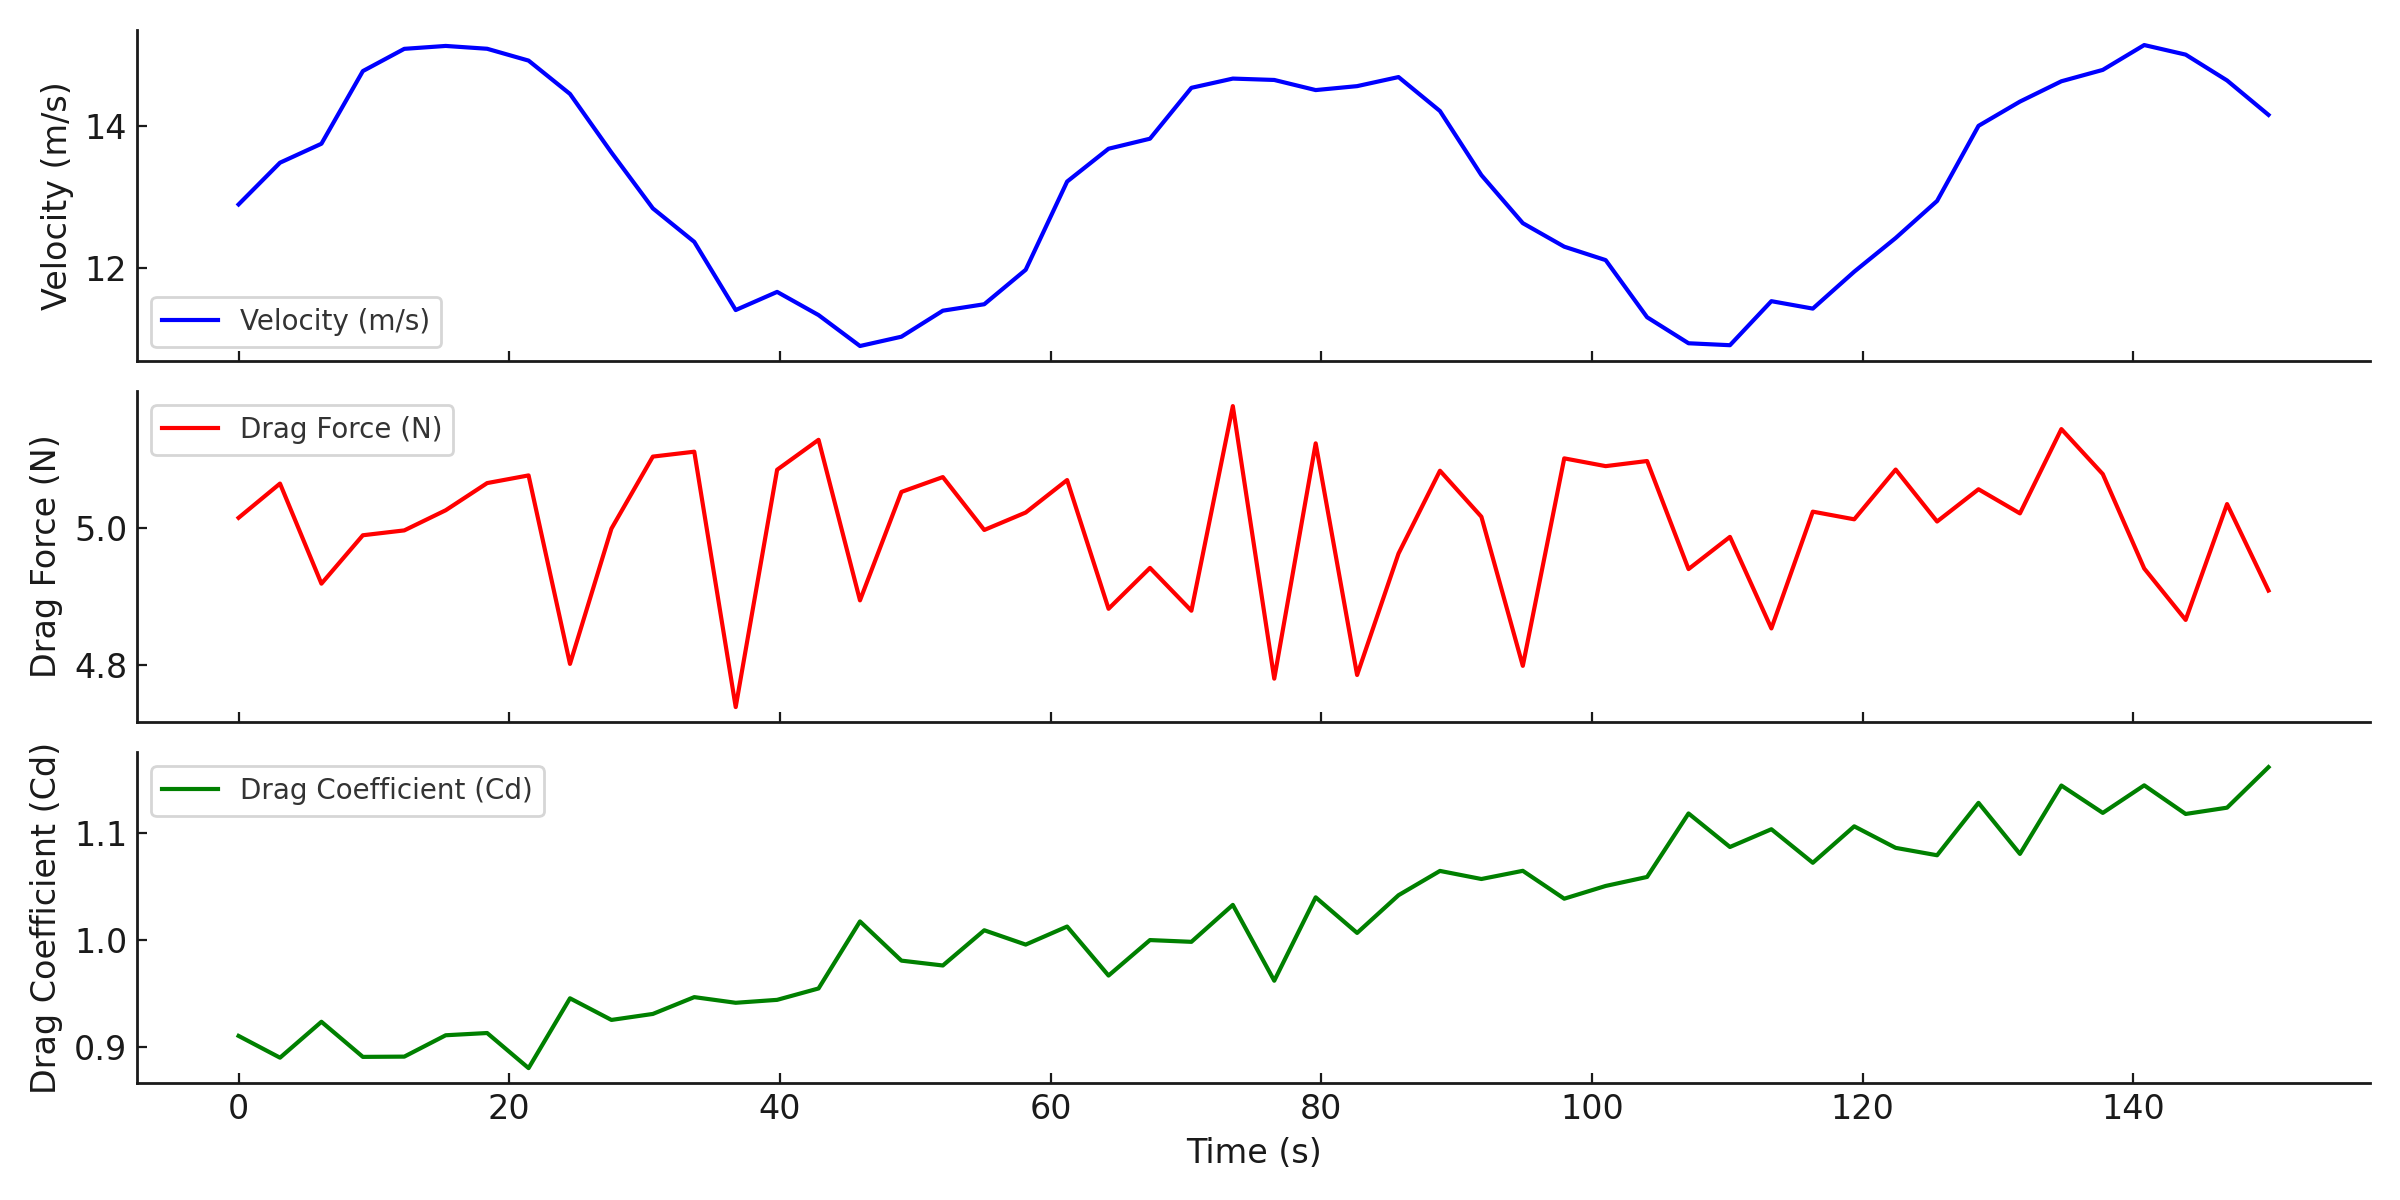 Velocity (m/s)
14
12
Velocity (m/s)
Drag Force (N)
5.0
4.8
Drag Force (N)
Drag Coefficient (Cd)
1.1
1.0
0.9
Drag Coefficient (Cd)
0 20 40 60 80 100 120 140
Time (s)